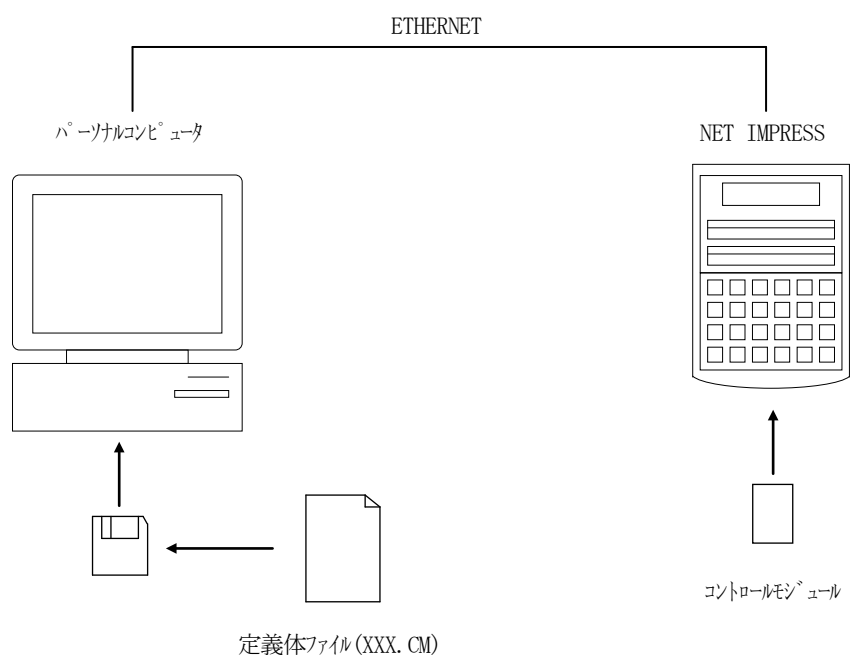 ETHERNET
ﾊﾟｰｿﾅﾙｺﾝﾋﾟｭｰﾀ
NET IMPRESS
ｺﾝﾄﾛｰﾙﾓｼﾞｭｰﾙ
定義体ﾌｧｲﾙ(XXX.CM)